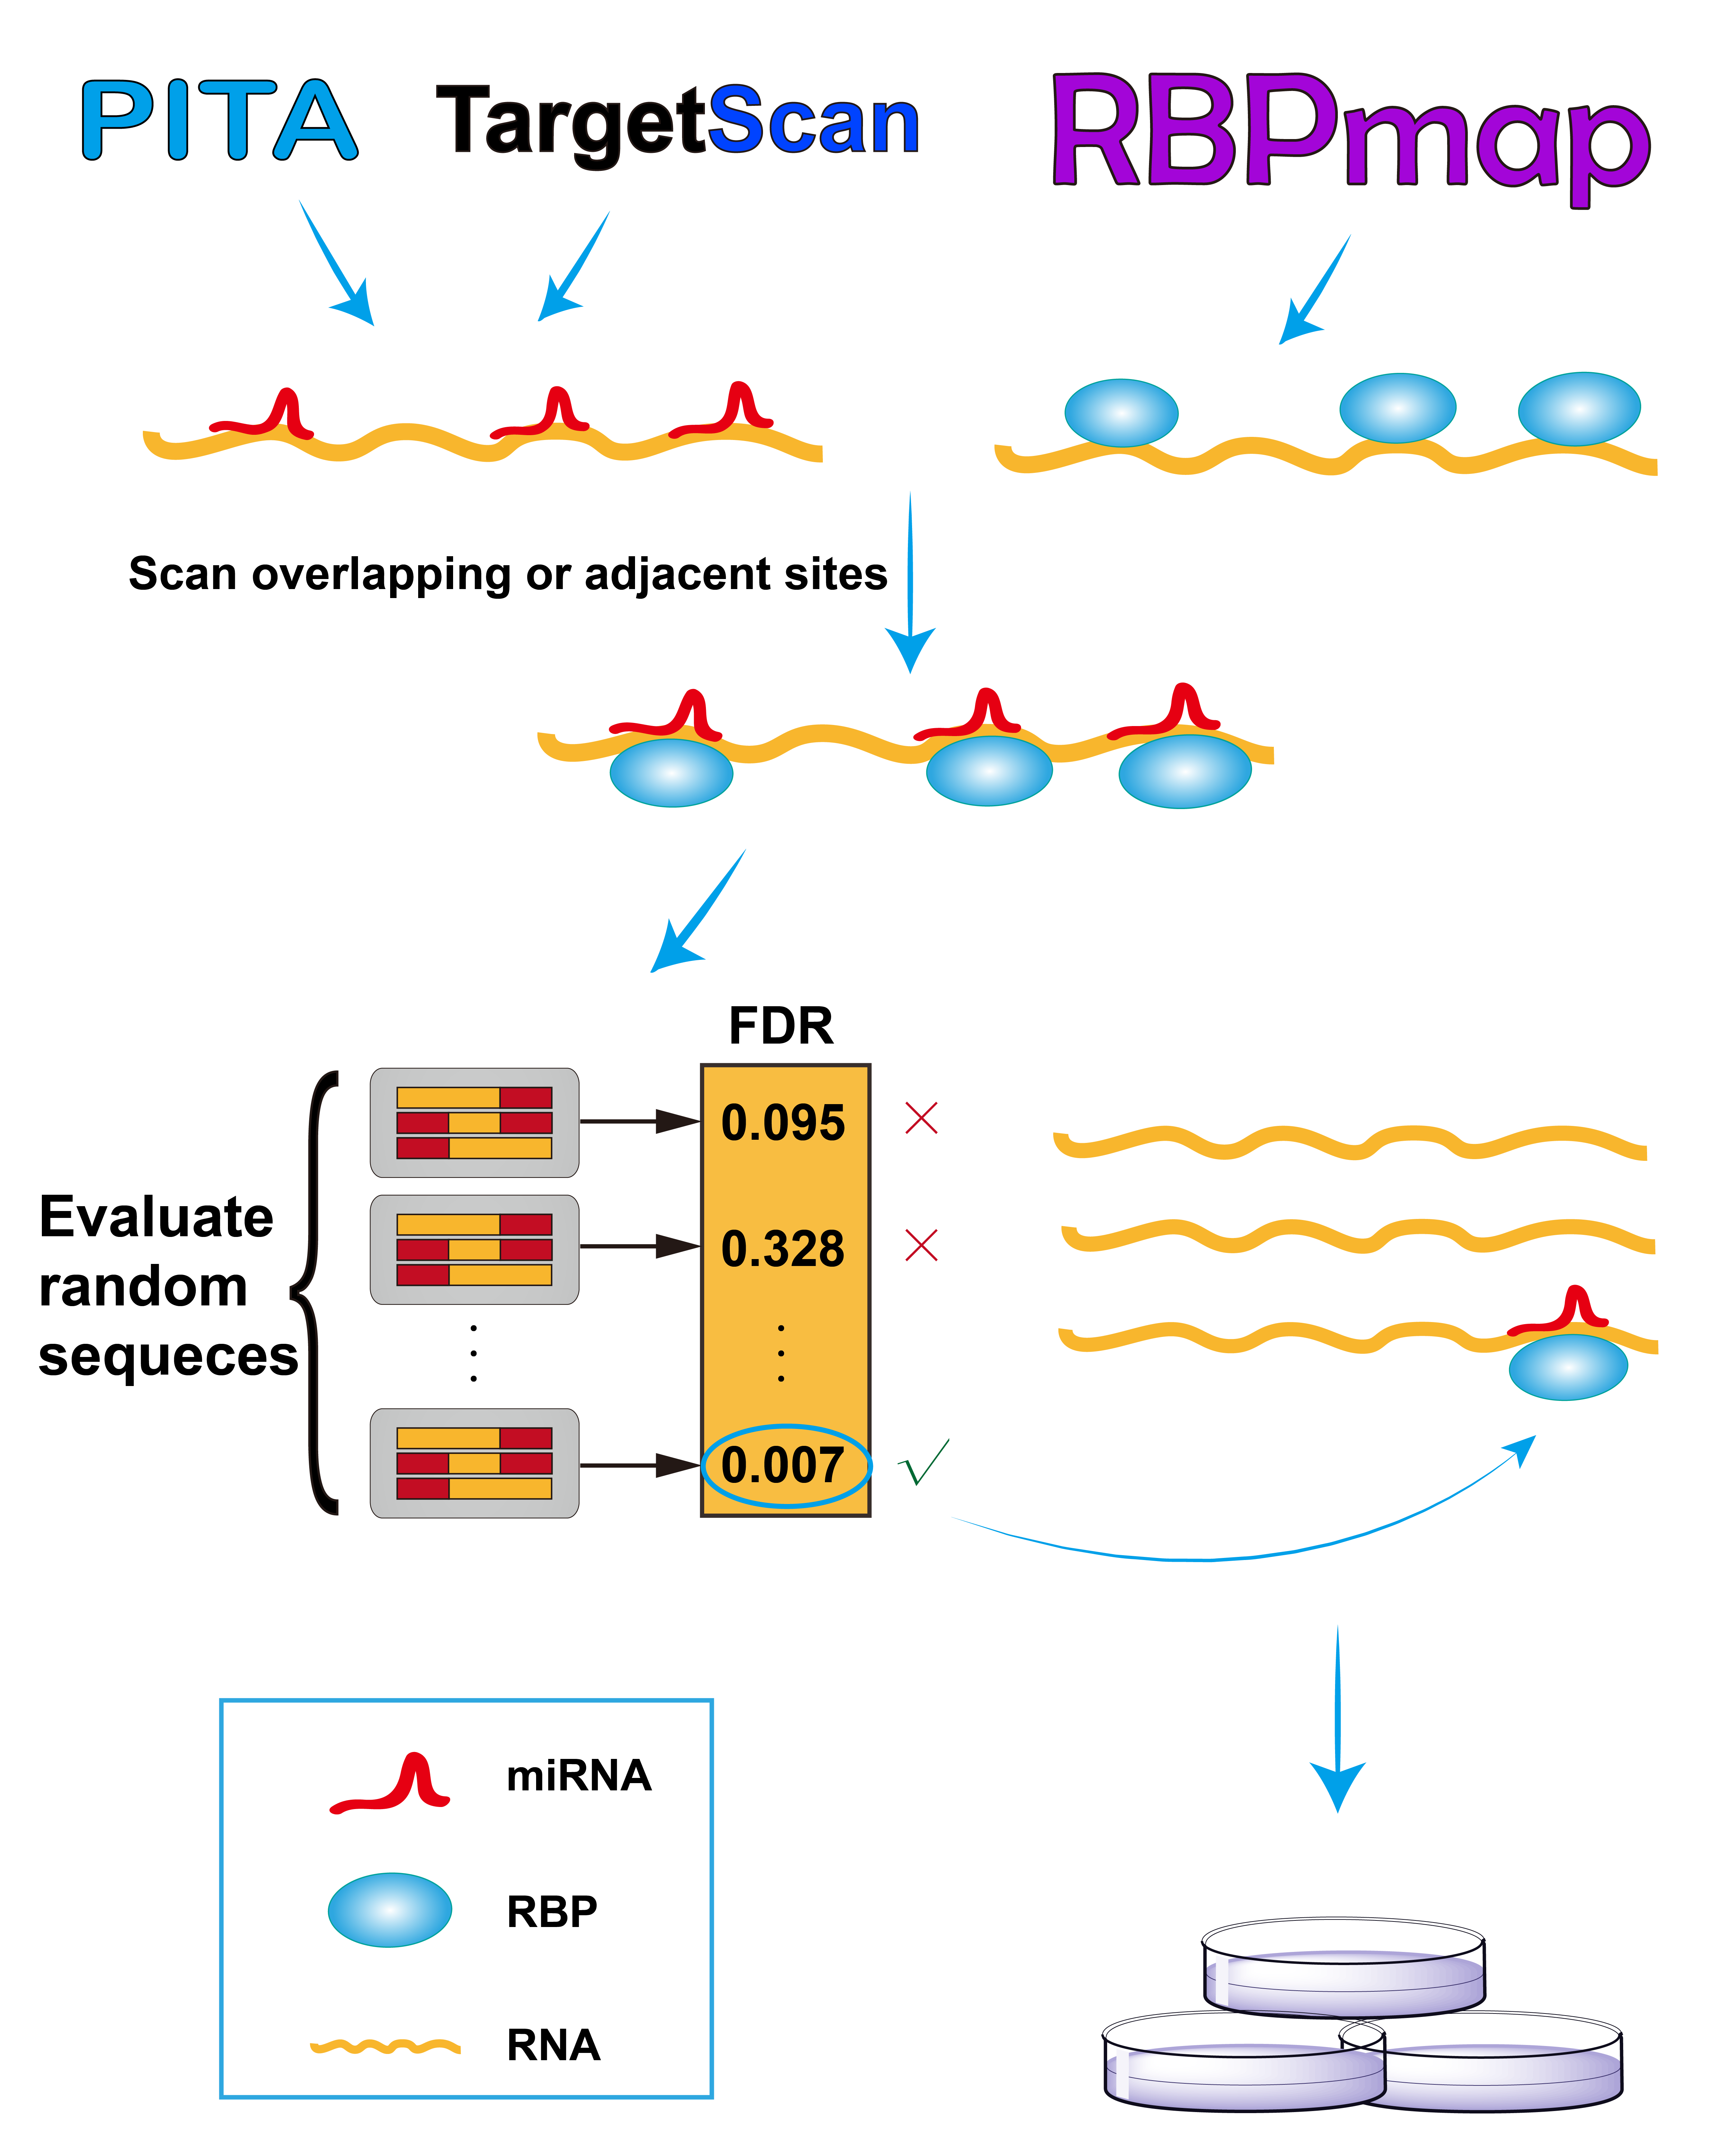 PITA
TargetScan
RBPmap
Scan overlapping or adjacent sites
FDR
0.095
0.328
0.007
Evaluate
random
sequeces
miRNA
RBP
RNA